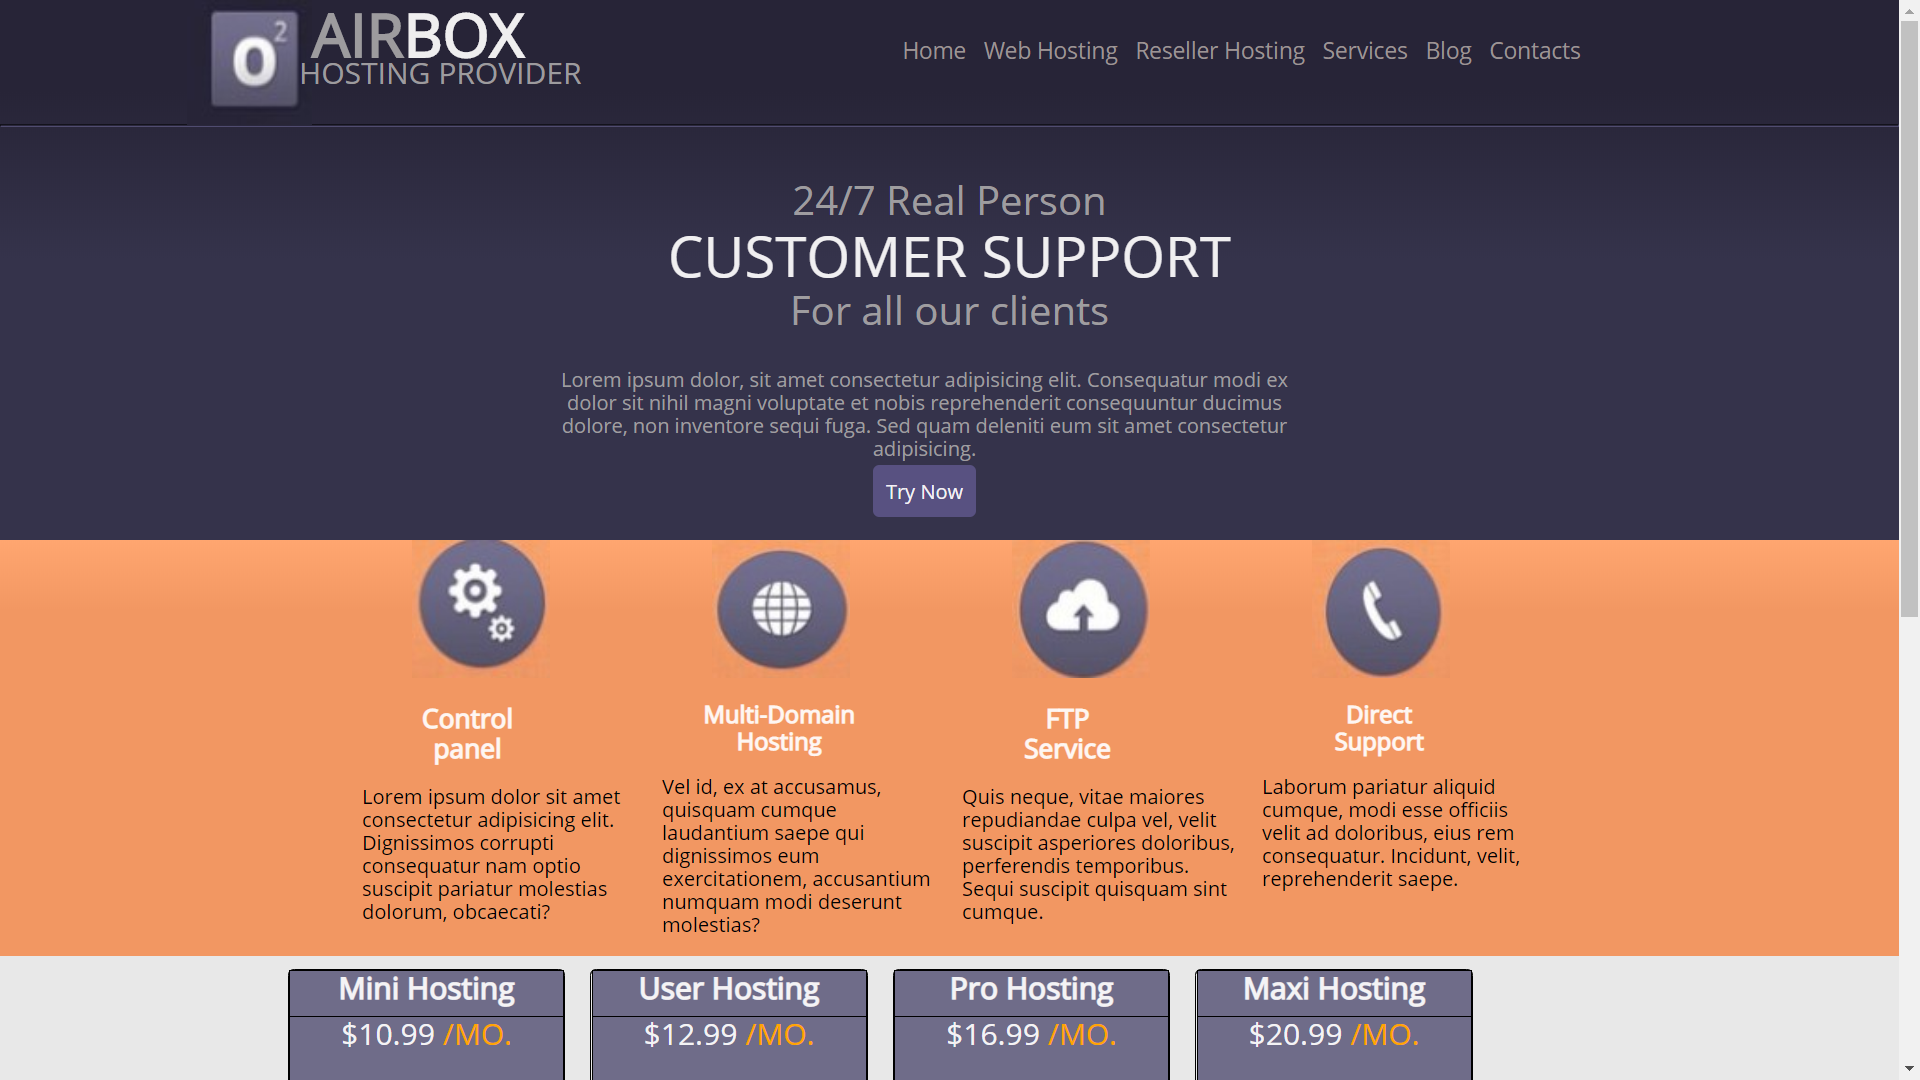 O2
AIRBOX
HOSTING PROVIDER
Home Web Hosting Reseller Hosting Services Blog Contacts
24/7 Real Person
CUSTOMER SUPPORT
For all our clients
Lorem ipsum dolor, sit amet consectetur adipisicing elit. Consequatur modi ex
dolor sit nihil magni voluptate et nobis reprehenderit consequuntur ducimus
dolore, non inventore sequi fuga. Sed quam deleniti eum sit amet consectetur
adipisicing.
Try Now
Control
panel
Lorem ipsum dolor sit amet
consectetur adipisicing elit.
Dignissimos corrupti
consequatur nam optio
suscipit pariatur molestias
dolorum, obcaecati?
Multi-Domain
Hosting
Vel id, ex at accusamus,
quisquam cumque
laudantium saepe qui
dignissimos eum
exercitationem, accusantium
numquam modi deserunt
molestias?
FTP
Service
Quis neque, vitae maiores
repudiandae culpa vel, velit
suscipit asperiores doloribus,
perferendis temporibus.
Sequi suscipit quisquam sint
cumque.
Direct
Support
Laborum pariatur aliquid
cumque, modi esse officiis
velit ad doloribus, eius rem
consequatur. Incidunt, velit,
reprehenderit saepe.
Mini Hosting
$10.99 /MO.
User Hosting
$12.99 /MO.
Pro Hosting
$16.99 /MO.
Maxi Hosting
$20.99 /MO.